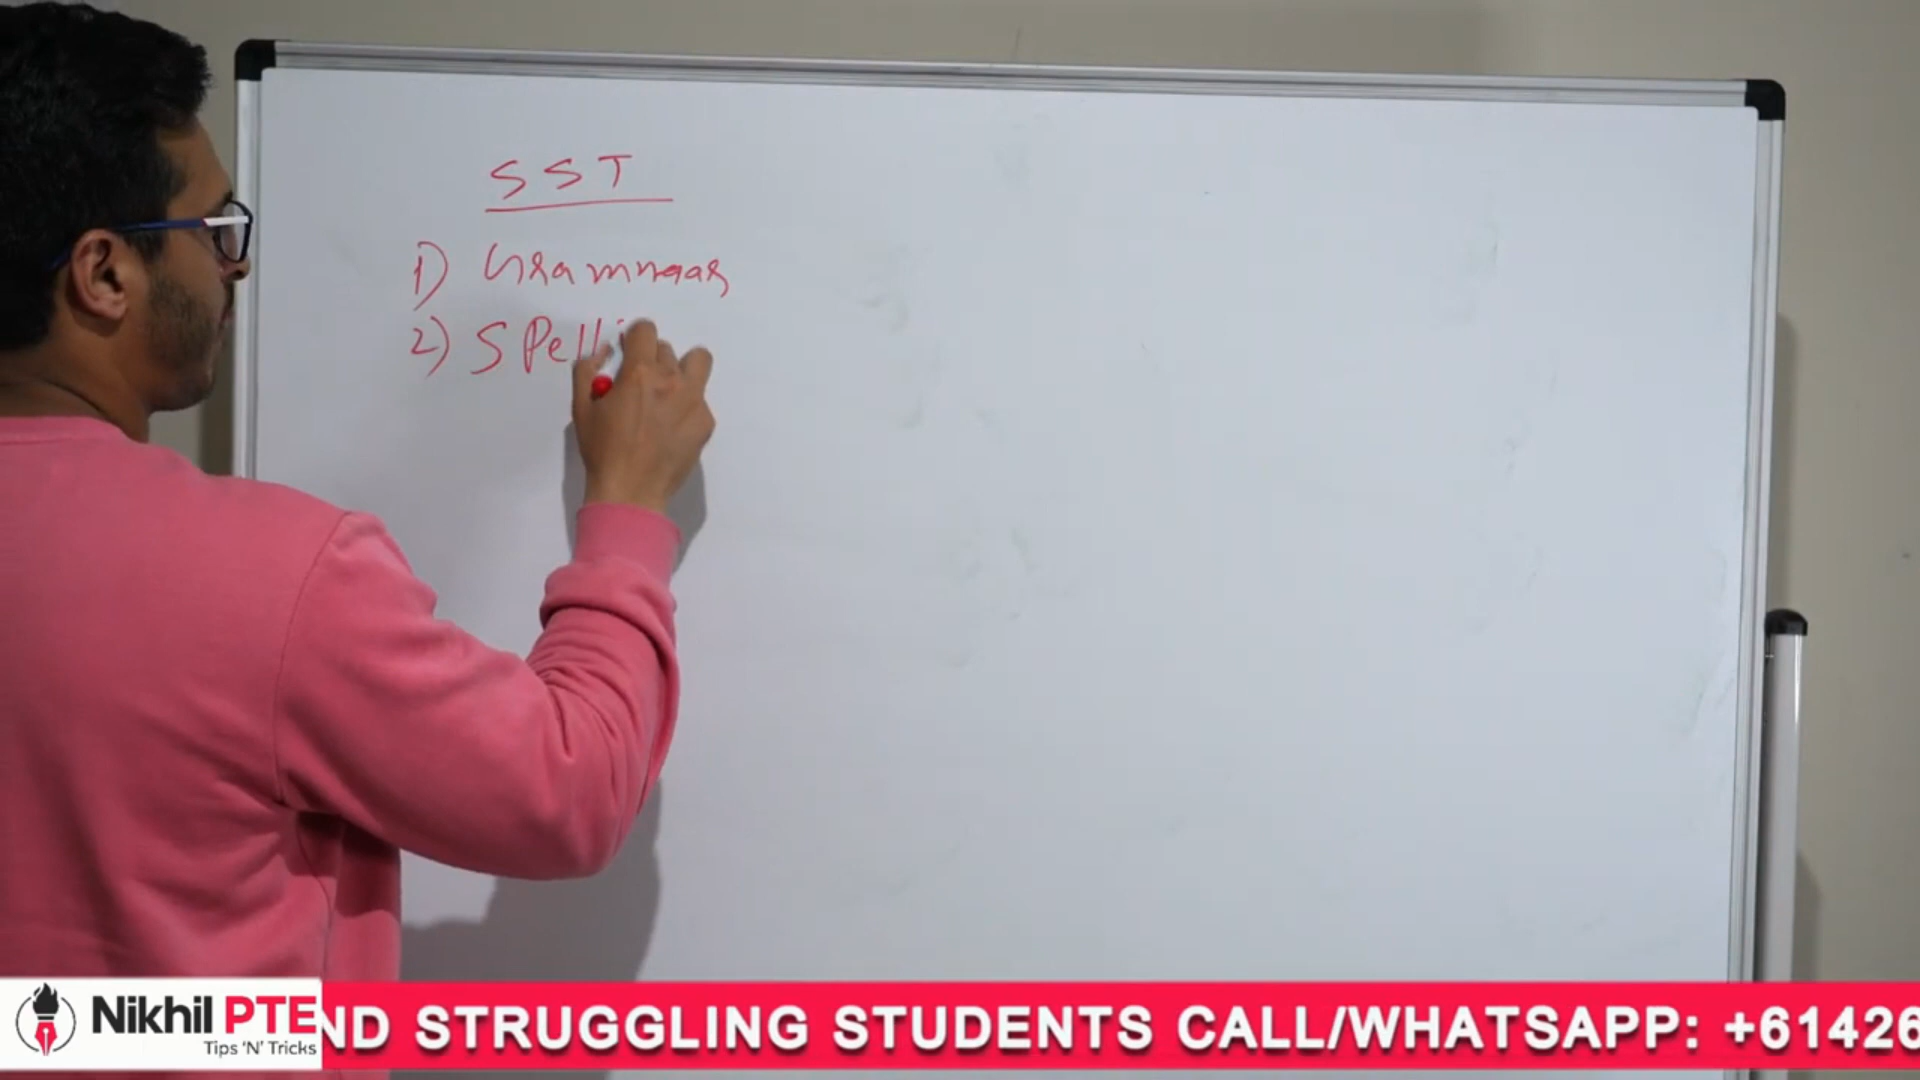 SST
1) Grammaar
2) SPelli
Nikhil PTE
Tips 'N' Tricks
ND STRUGGLING STUDENTS CALL/WHATSAPP: +61426